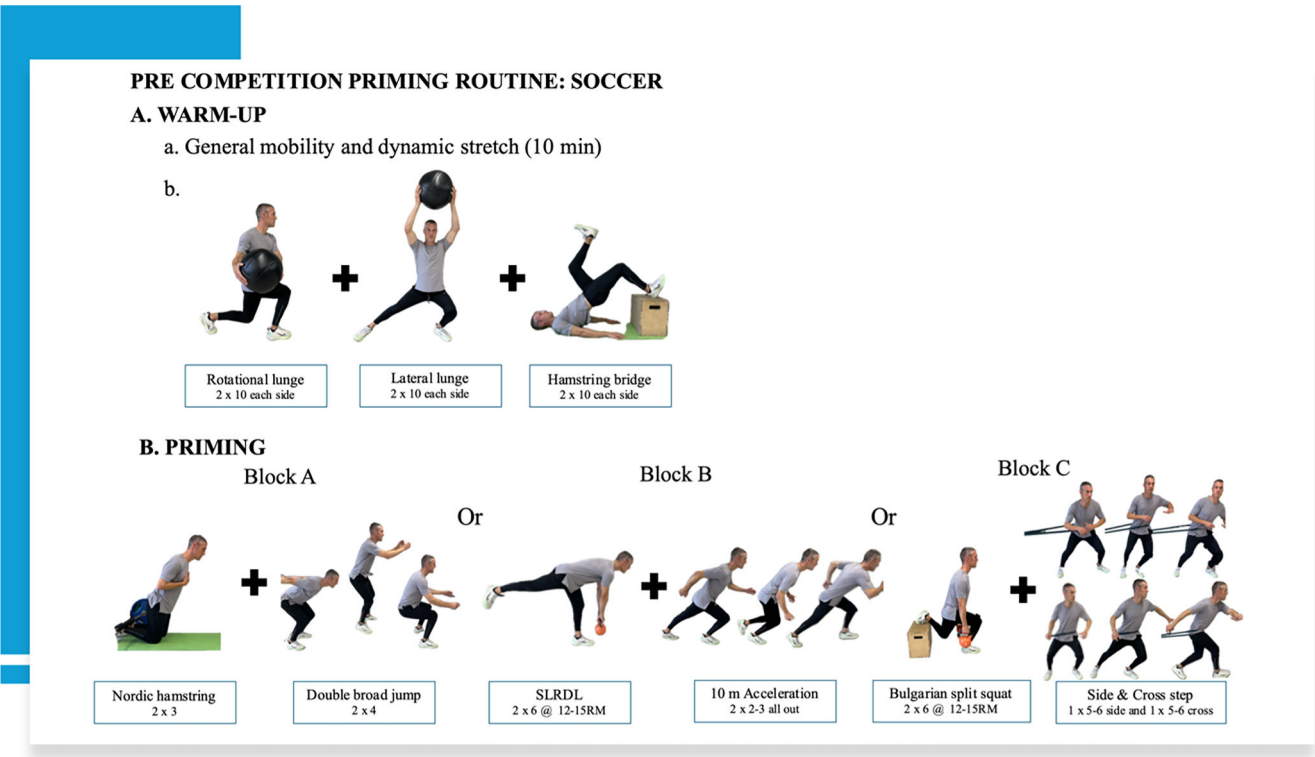 PRE COMPETITION PRIMING ROUTINE: SOCCER
A. WARM-UP
a. General mobility and dynamic stretch (10 min)
b.
Rotational lunge
2 x 10 each side
Lateral lunge
2 x 10 each side
Hamstring bridge
2 x 10 each side
B. PRIMING
Block A
Or
Block B
Or
Block C
Nordic hamstring
2 x 3
Double broad jump
2 x 4
SLRDL
2 x 6 @ 12-15RM
10 m Acceleration
2 x 2-3 all out
Bulgarian split squat
2 x 6 @ 12-15RM
Side & Cross step
1 x 5-6 side and 1 x 5-6 cross